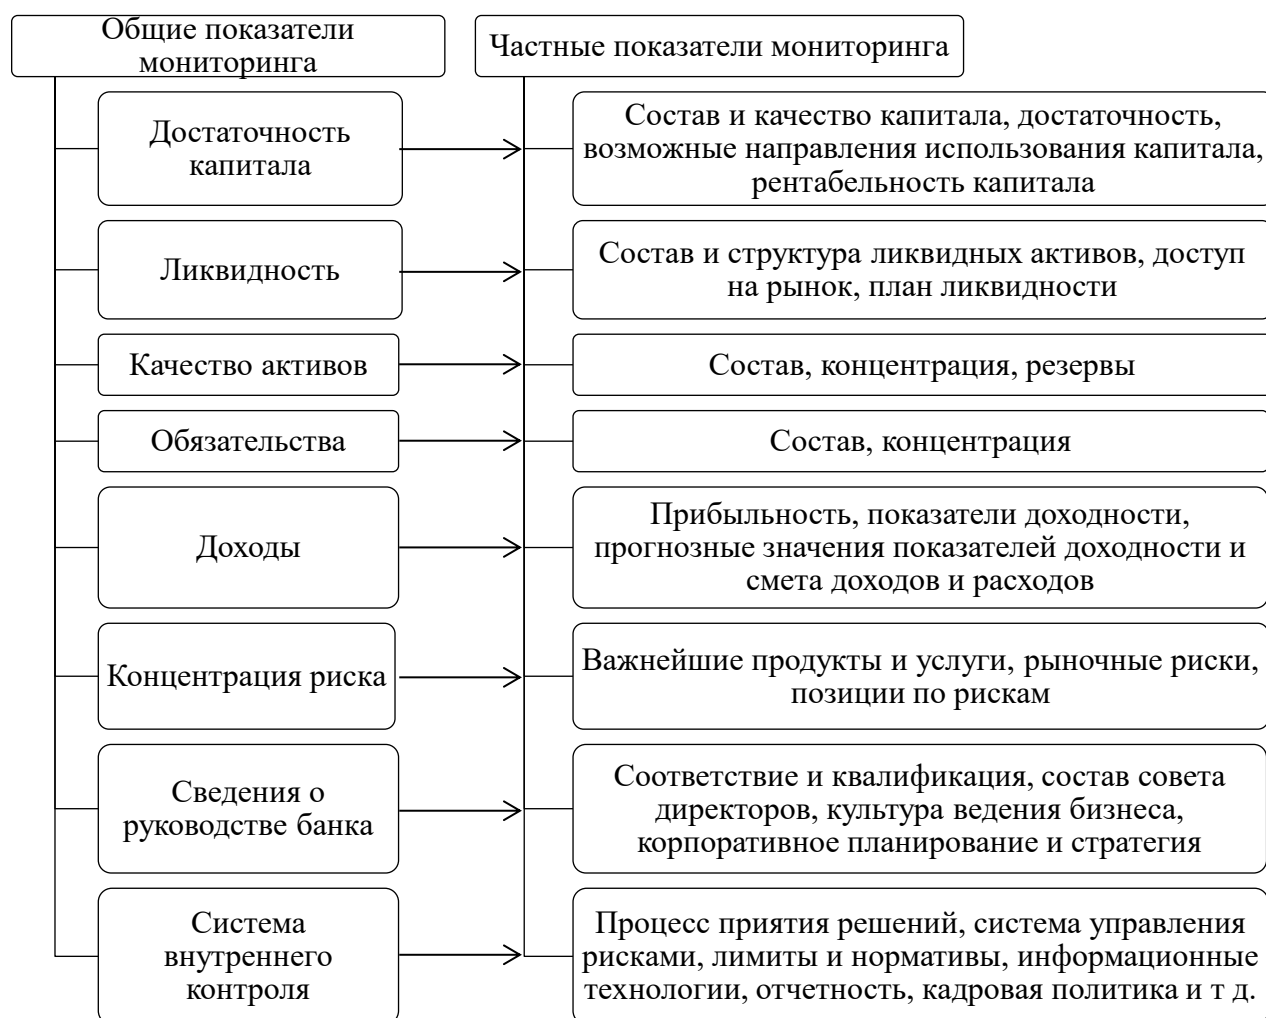 Общие показатели
мониторинга
Частные показатели мониторинга
Достаточность
капитала
Состав и качество капитала, достаточность,
возможные направления использования капитала,
рентабельность капитала
Ликвидность
Состав и структура ликвидных активов, доступ
на рынок, план ликвидности
Качество активов
Состав, концентрация, резервы
Обязательства
Состав, концентрация
Доходы
Прибыльность, показатели доходности,
прогнозные значения показателей доходности и
смета доходов и расходов
Концентрация риска
Важнейшие продукты и услуги, рыночные риски,
позиции по рискам
Сведения о
руководстве банка
Соответствие и квалификация, состав совета
директоров, культура ведения бизнеса,
корпоративное планирование и стратегия
Система
внутреннего
контроля
Процесс приятия решений, система управления
рисками, лимиты и нормативы, информационные
технологии, отчетность, кадровая политика и т д.